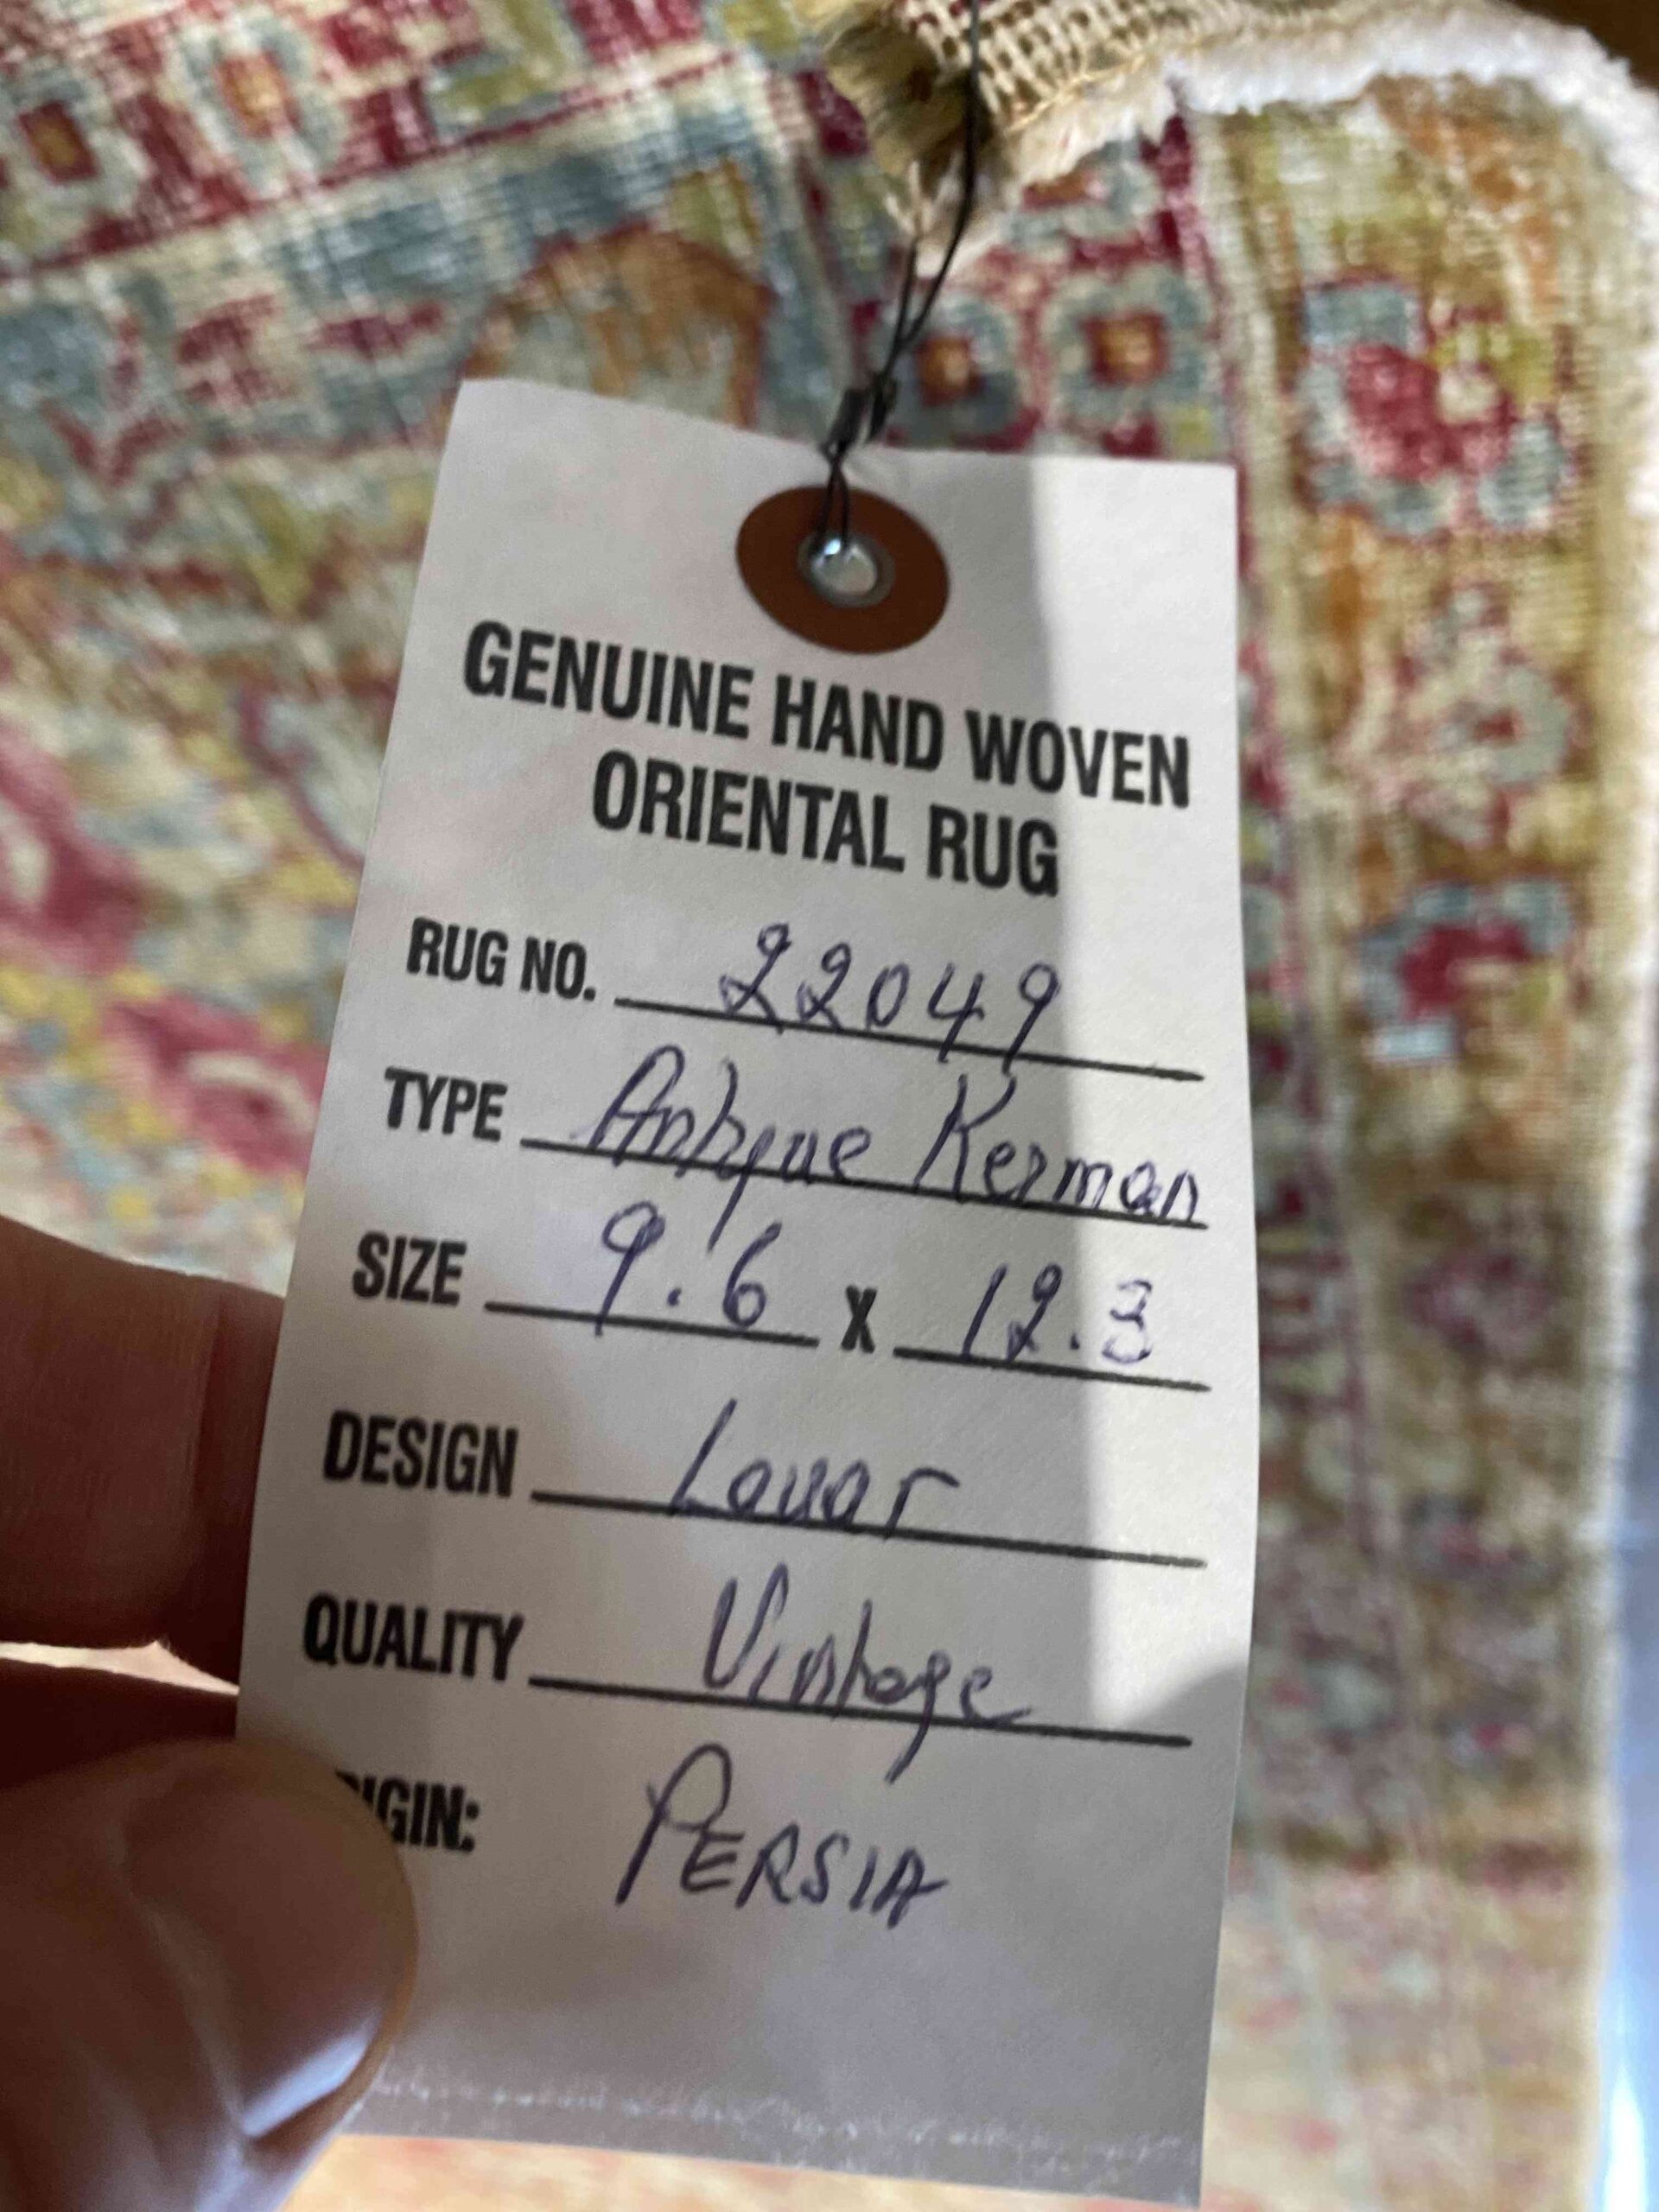 GENUINE HAND WOVEN
ORIENTAL RUG
RUG NO. 22049
TYPE Antique Kerman
SIZE 9.6 x 12.3
DESIGN Lavar
QUALITY Vintage
IGIN: PERSIA